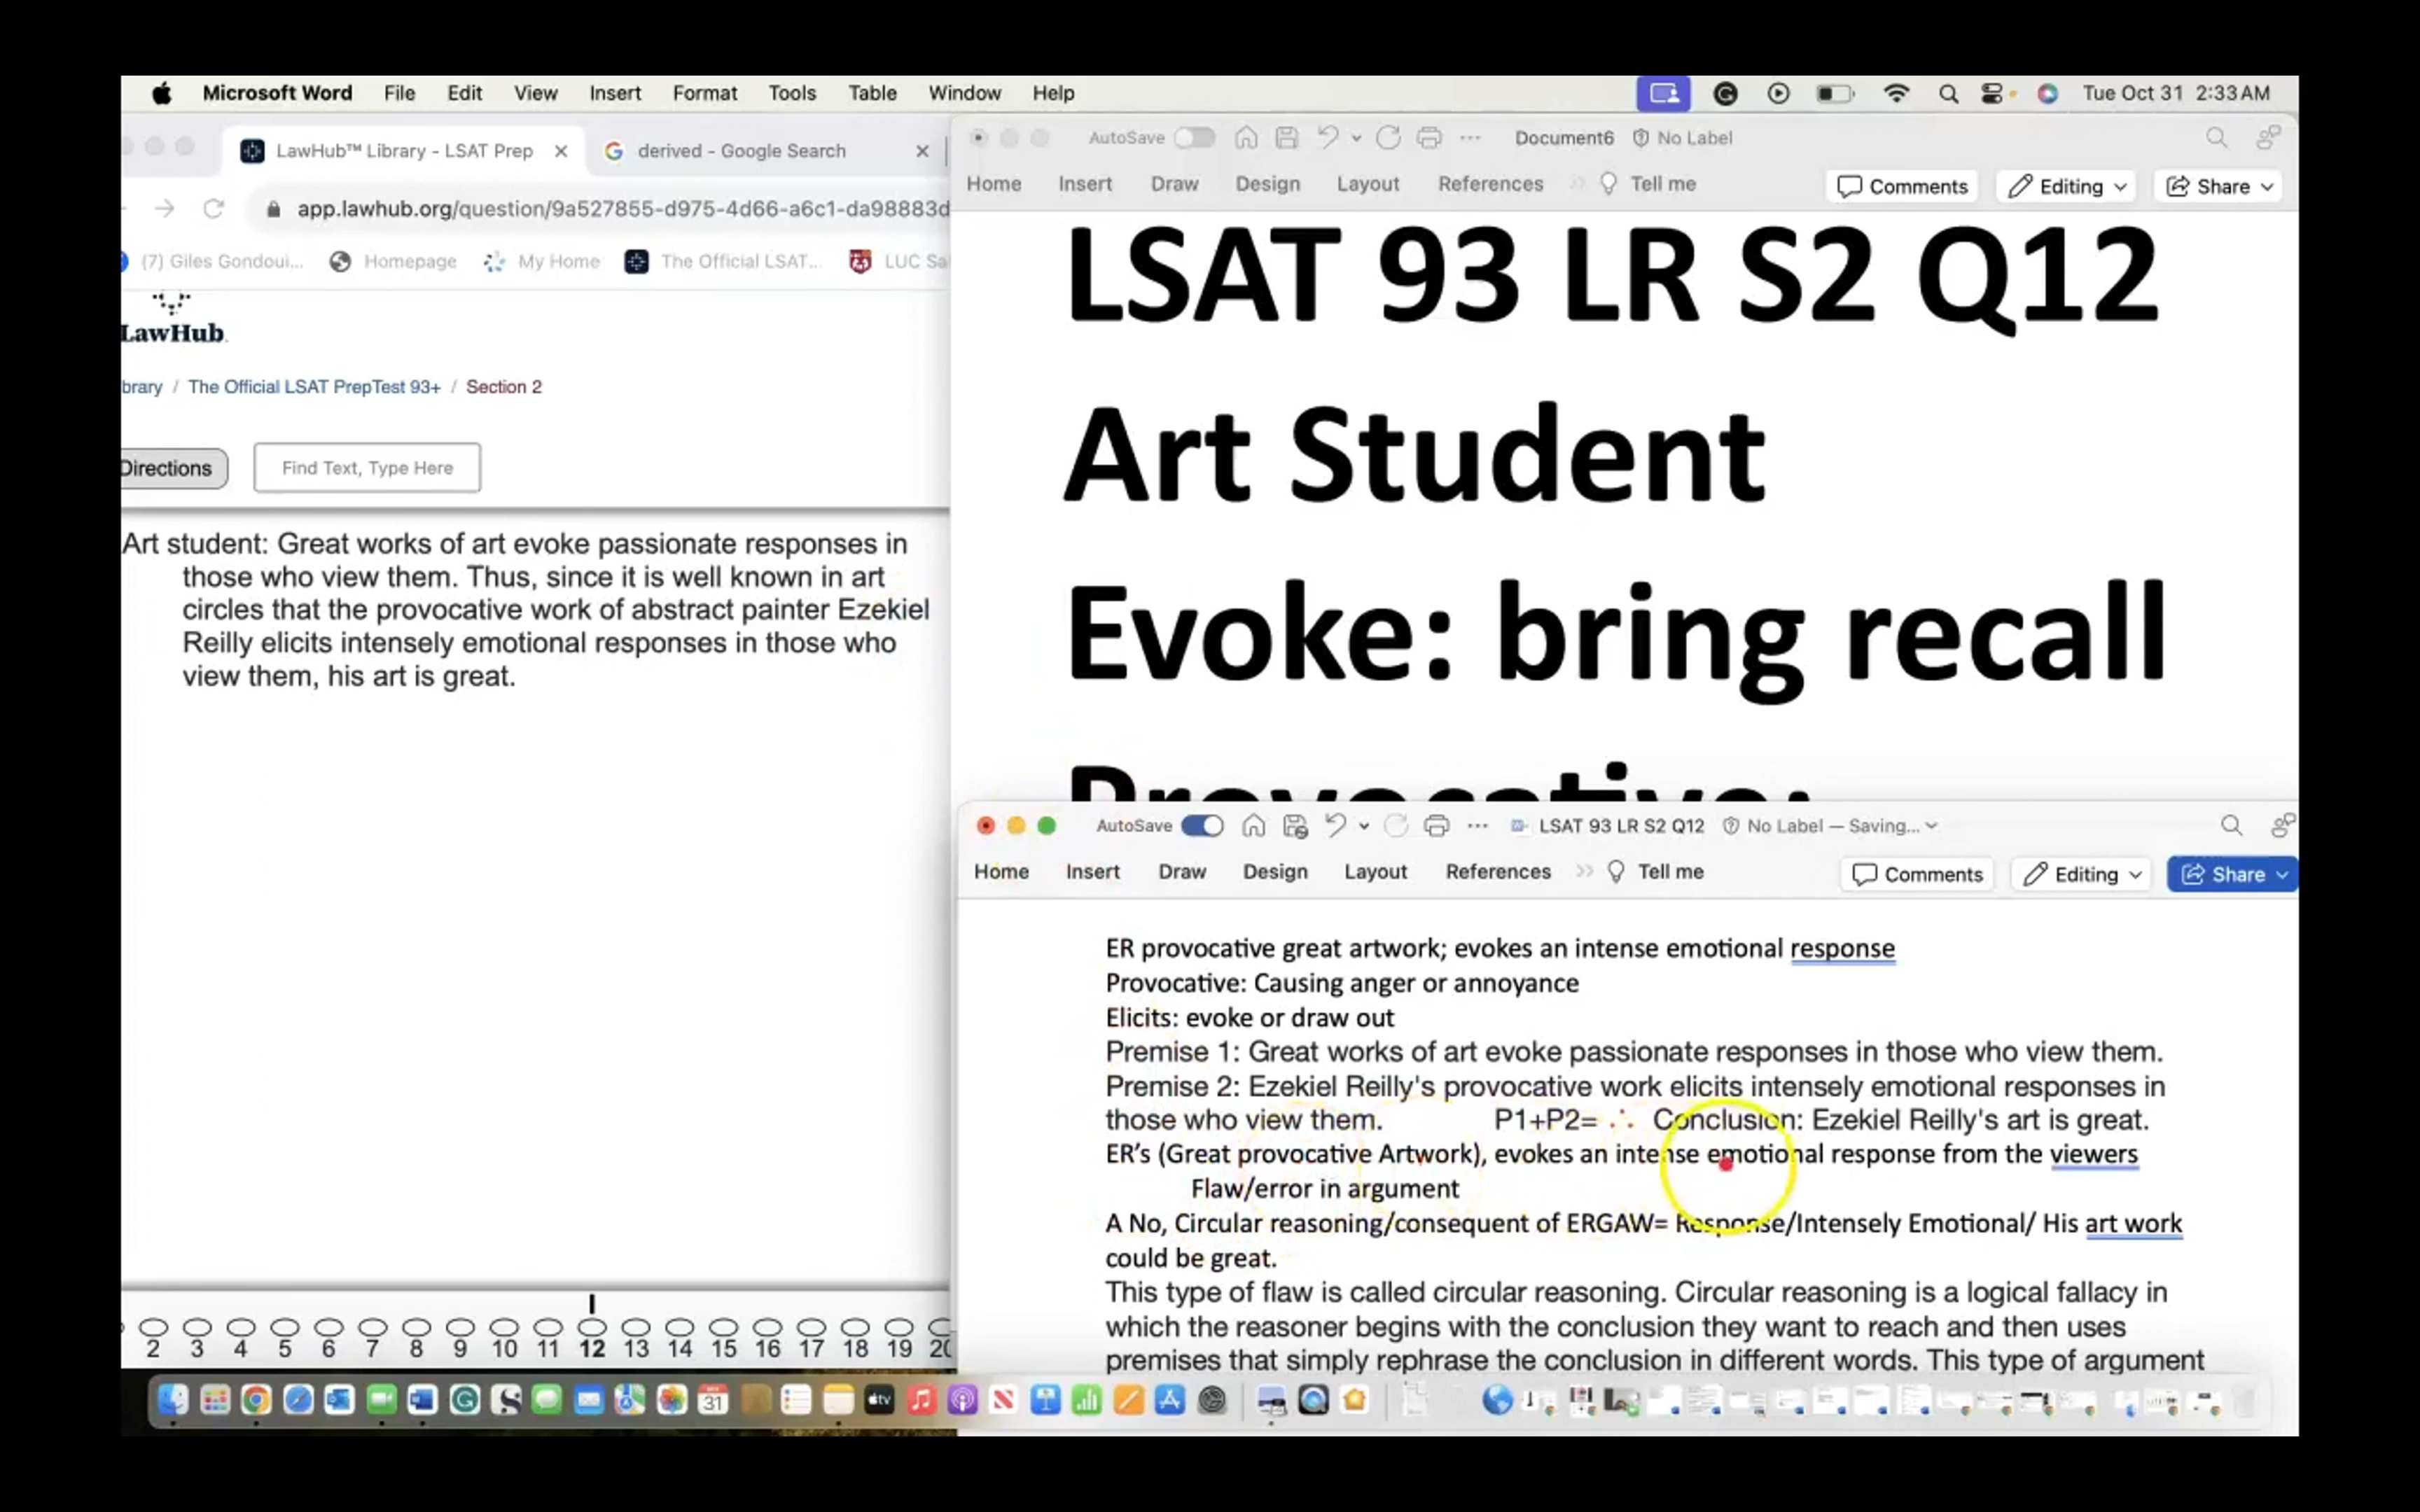 Microsoft Word File Edit View Insert Format Tools Table Window Help Tue Oct 31 2:33 AM
LawHub™ Library - LSAT Prep
derived - Google Search
app.lawhub.org/question/9a527855-d975-4d66-a6c1-da98883d
(7) Giles Gondoui... Homepage My Home The Official LSAT... LUC Sa
LawHub
brary / The Official LSAT PrepTest 93+ / Section 2
Directions
Find Text, Type Here
Art student: Great works of art evoke passionate responses in
those who view them. Thus, since it is well known in art
circles that the provocative work of abstract painter Ezekiel
Reilly elicits intensely emotional responses in those who
view them, his art is great.
2 3 4 5 6 7 8 9 10 11 12 13 14 15 16 17 18 19 20
AutoSave Document6 No Label
Home Insert Draw Design Layout References Tell me Comments Editing Share
LSAT 93 LR S2 Q12
Art Student
Evoke: bring recall
Provocative:
AutoSave LSAT 93 LR S2 Q12 No Label — Saving...
Home Insert Draw Design Layout References Tell me Comments Editing Share
ER provocative great artwork; evokes an intense emotional response
Provocative: Causing anger or annoyance
Elicits: evoke or draw out
Premise 1: Great works of art evoke passionate responses in those who view them.
Premise 2: Ezekiel Reilly's provocative work elicits intensely emotional responses in
those who view them. P1+P2= ∴ Conclusion: Ezekiel Reilly's art is great.
ER’s (Great provocative Artwork), evokes an intense emotional response from the viewers
Flaw/error in argument
A No, Circular reasoning/consequent of ERGAW= Response/Intensely Emotional/ His art work
could be great.
This type of flaw is called circular reasoning. Circular reasoning is a logical fallacy in
which the reasoner begins with the conclusion they want to reach and then uses
premises that simply rephrase the conclusion in different words. This type of argument
31
tv